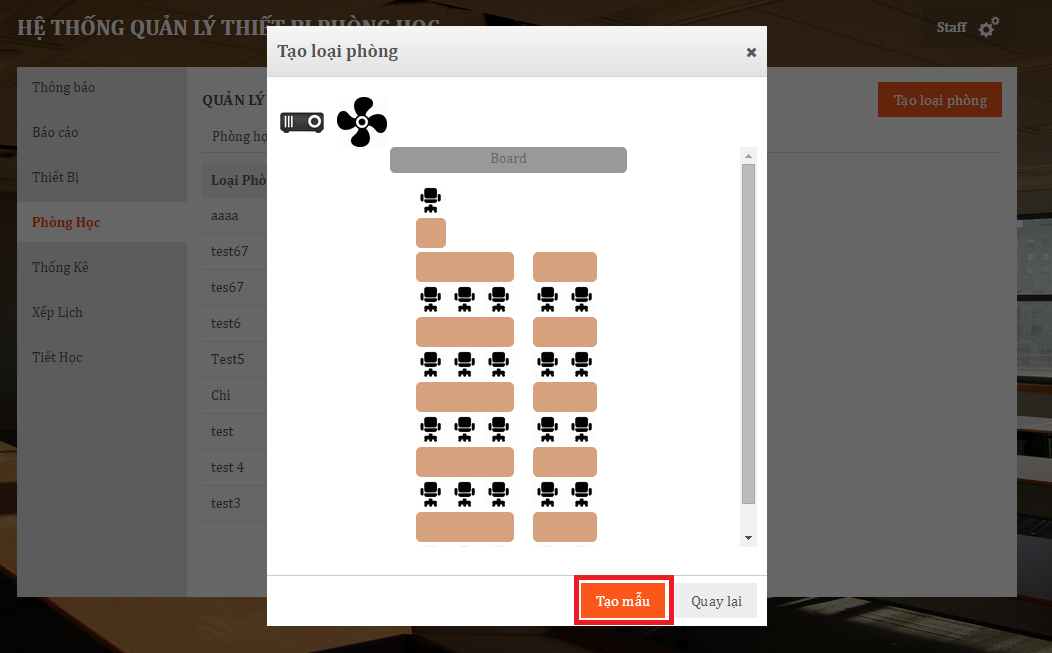 HỆ THỐNG QUẢN LÝ THIẾT BỊ PHÒNG HỌC
Staff
Tạo loại phòng
Thông báo
Báo cáo
Thiết Bị
Phòng Học
Thống Kê
Xếp Lịch
Tiết Học
QUẢN LÝ
Tạo loại phòng
Phòng họ
Loại Phò
aaaa
test67
tes67
test6
Test5
Chi
test
test 4
test3
Board
Tạo mẫu
Quay lại